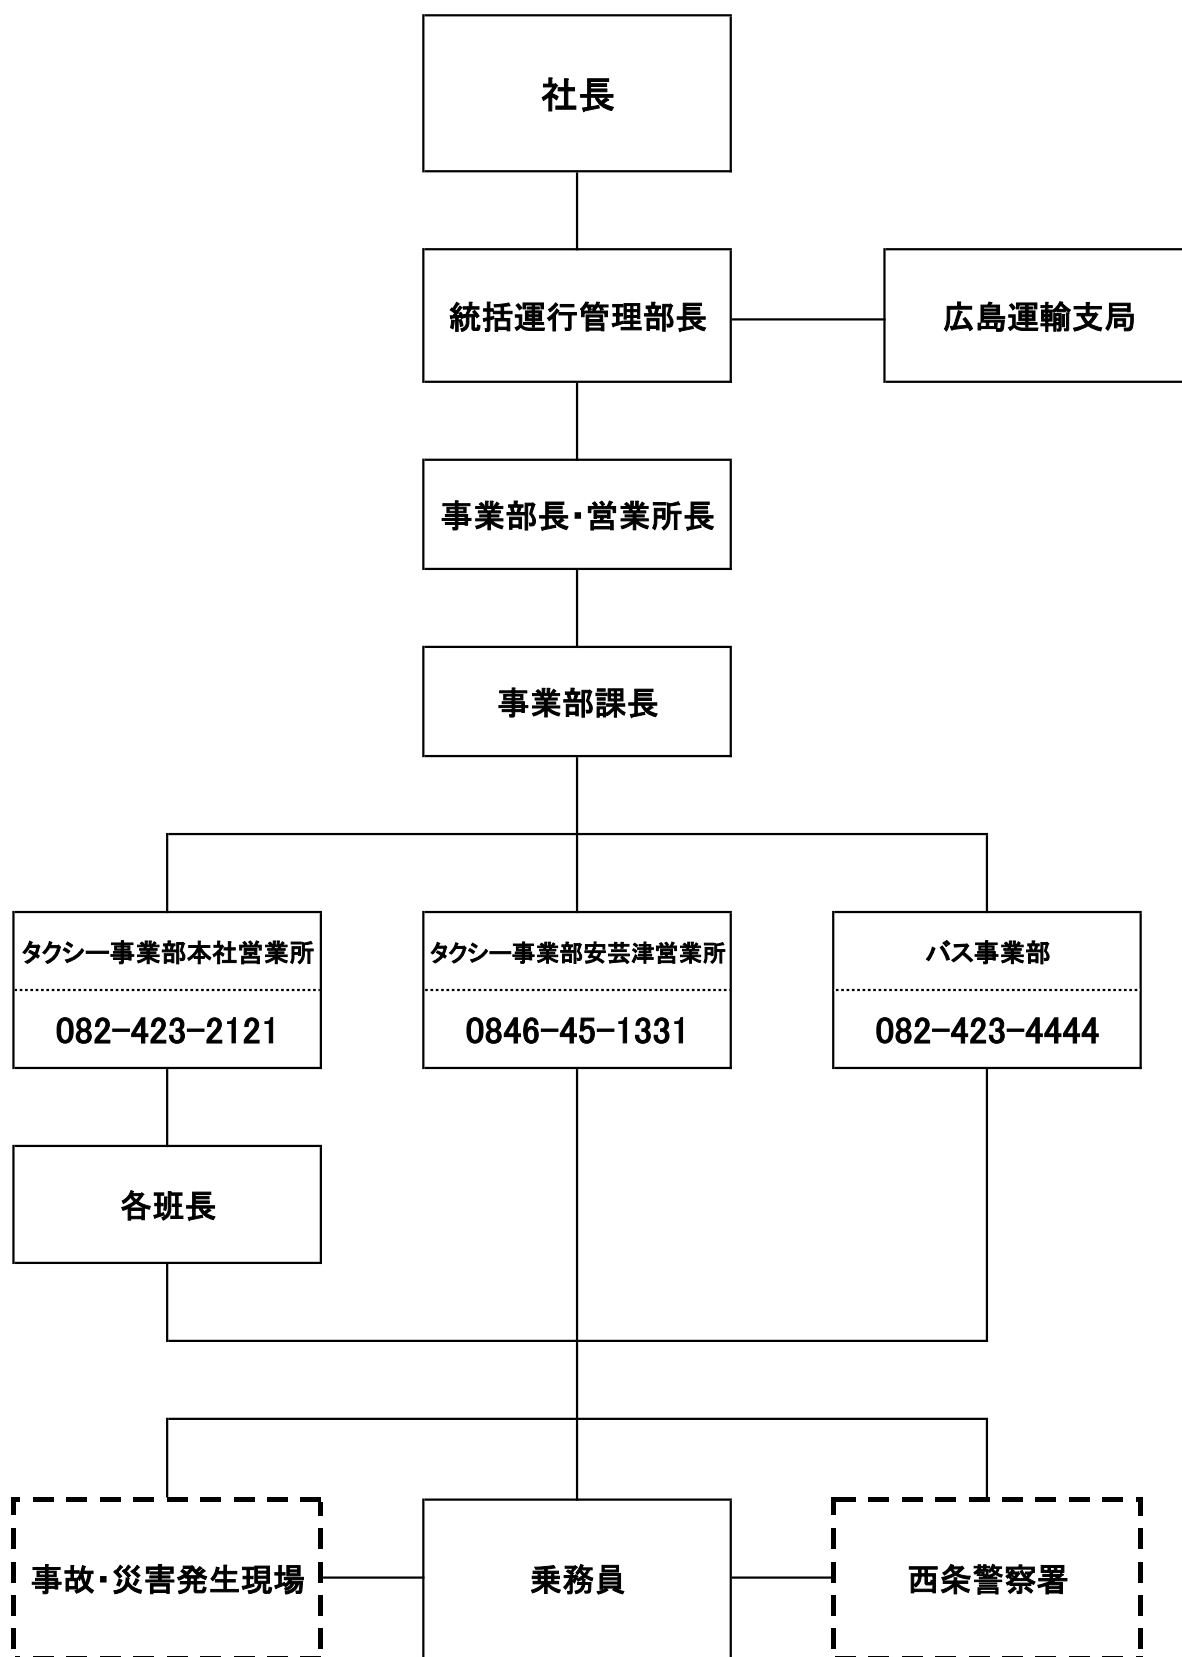 社長
統括運行管理部長
広島運輸支局
事業部長・営業所長
事業部課長
タクシー事業部本社営業所
082-423-2121
タクシー事業部安芸津営業所
0846-45-1331
バス事業部
082-423-4444
各班長
事故・災害発生現場
乗務員
西条警察署